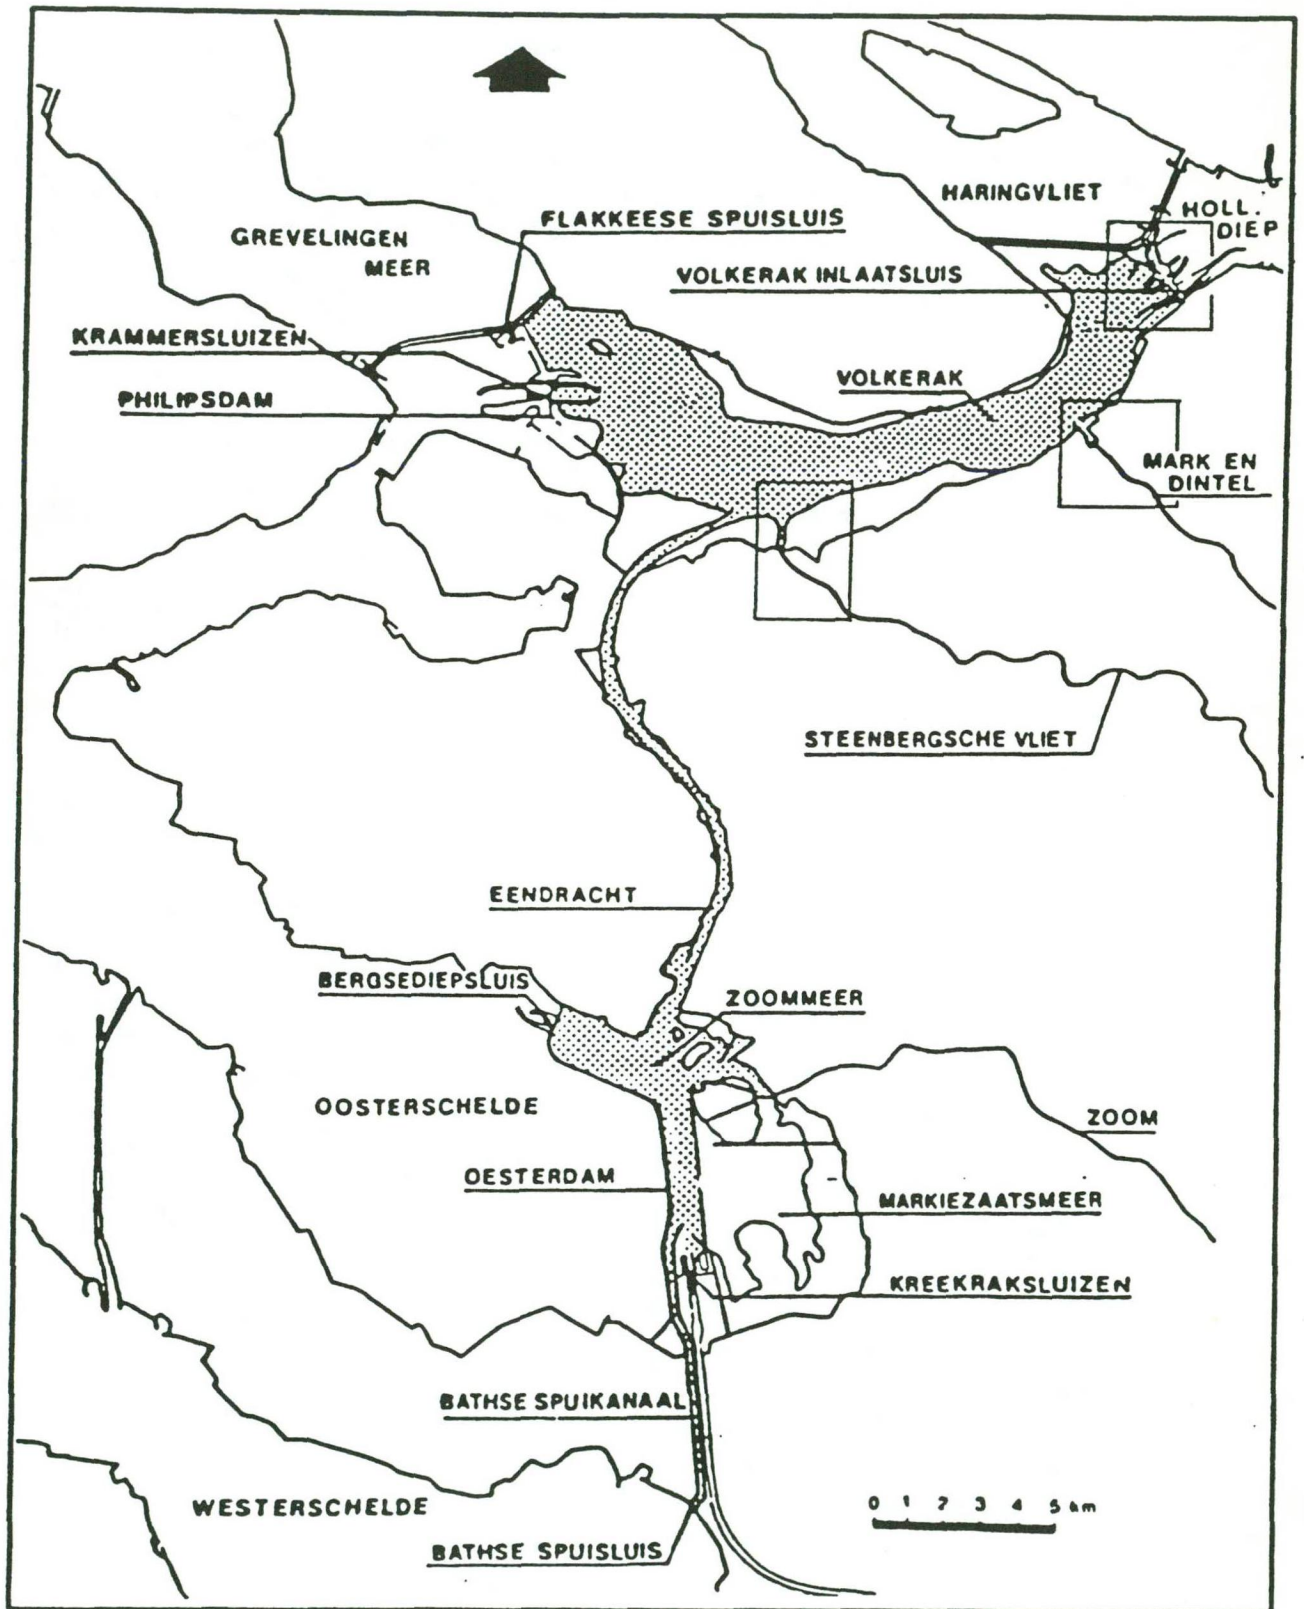 HARINGVLIET
HOLL.
DIEP
FLAKKEESE SPUISLUIS
GREVELINGEN
MEER
VOLKERAK INLAATSLUIS
KRAMMERSLUIZEN
VOLKERAK
PHILIPSDAM
MARK EN
DINTEL
STEENBERGSCHE VLIET
EENDRACHT
BERGSEDIEPSLUIS
ZOOMMEER
OOSTERSCHELDE
ZOOM
OESTERDAM
MARKIEZAATSMEER
KREEKRAKSLUIZEN
BATHSE SPUIKANAAL
WESTERSCHELDE
0 1 2 3 4 5 km
BATHSE SPUISLUIS